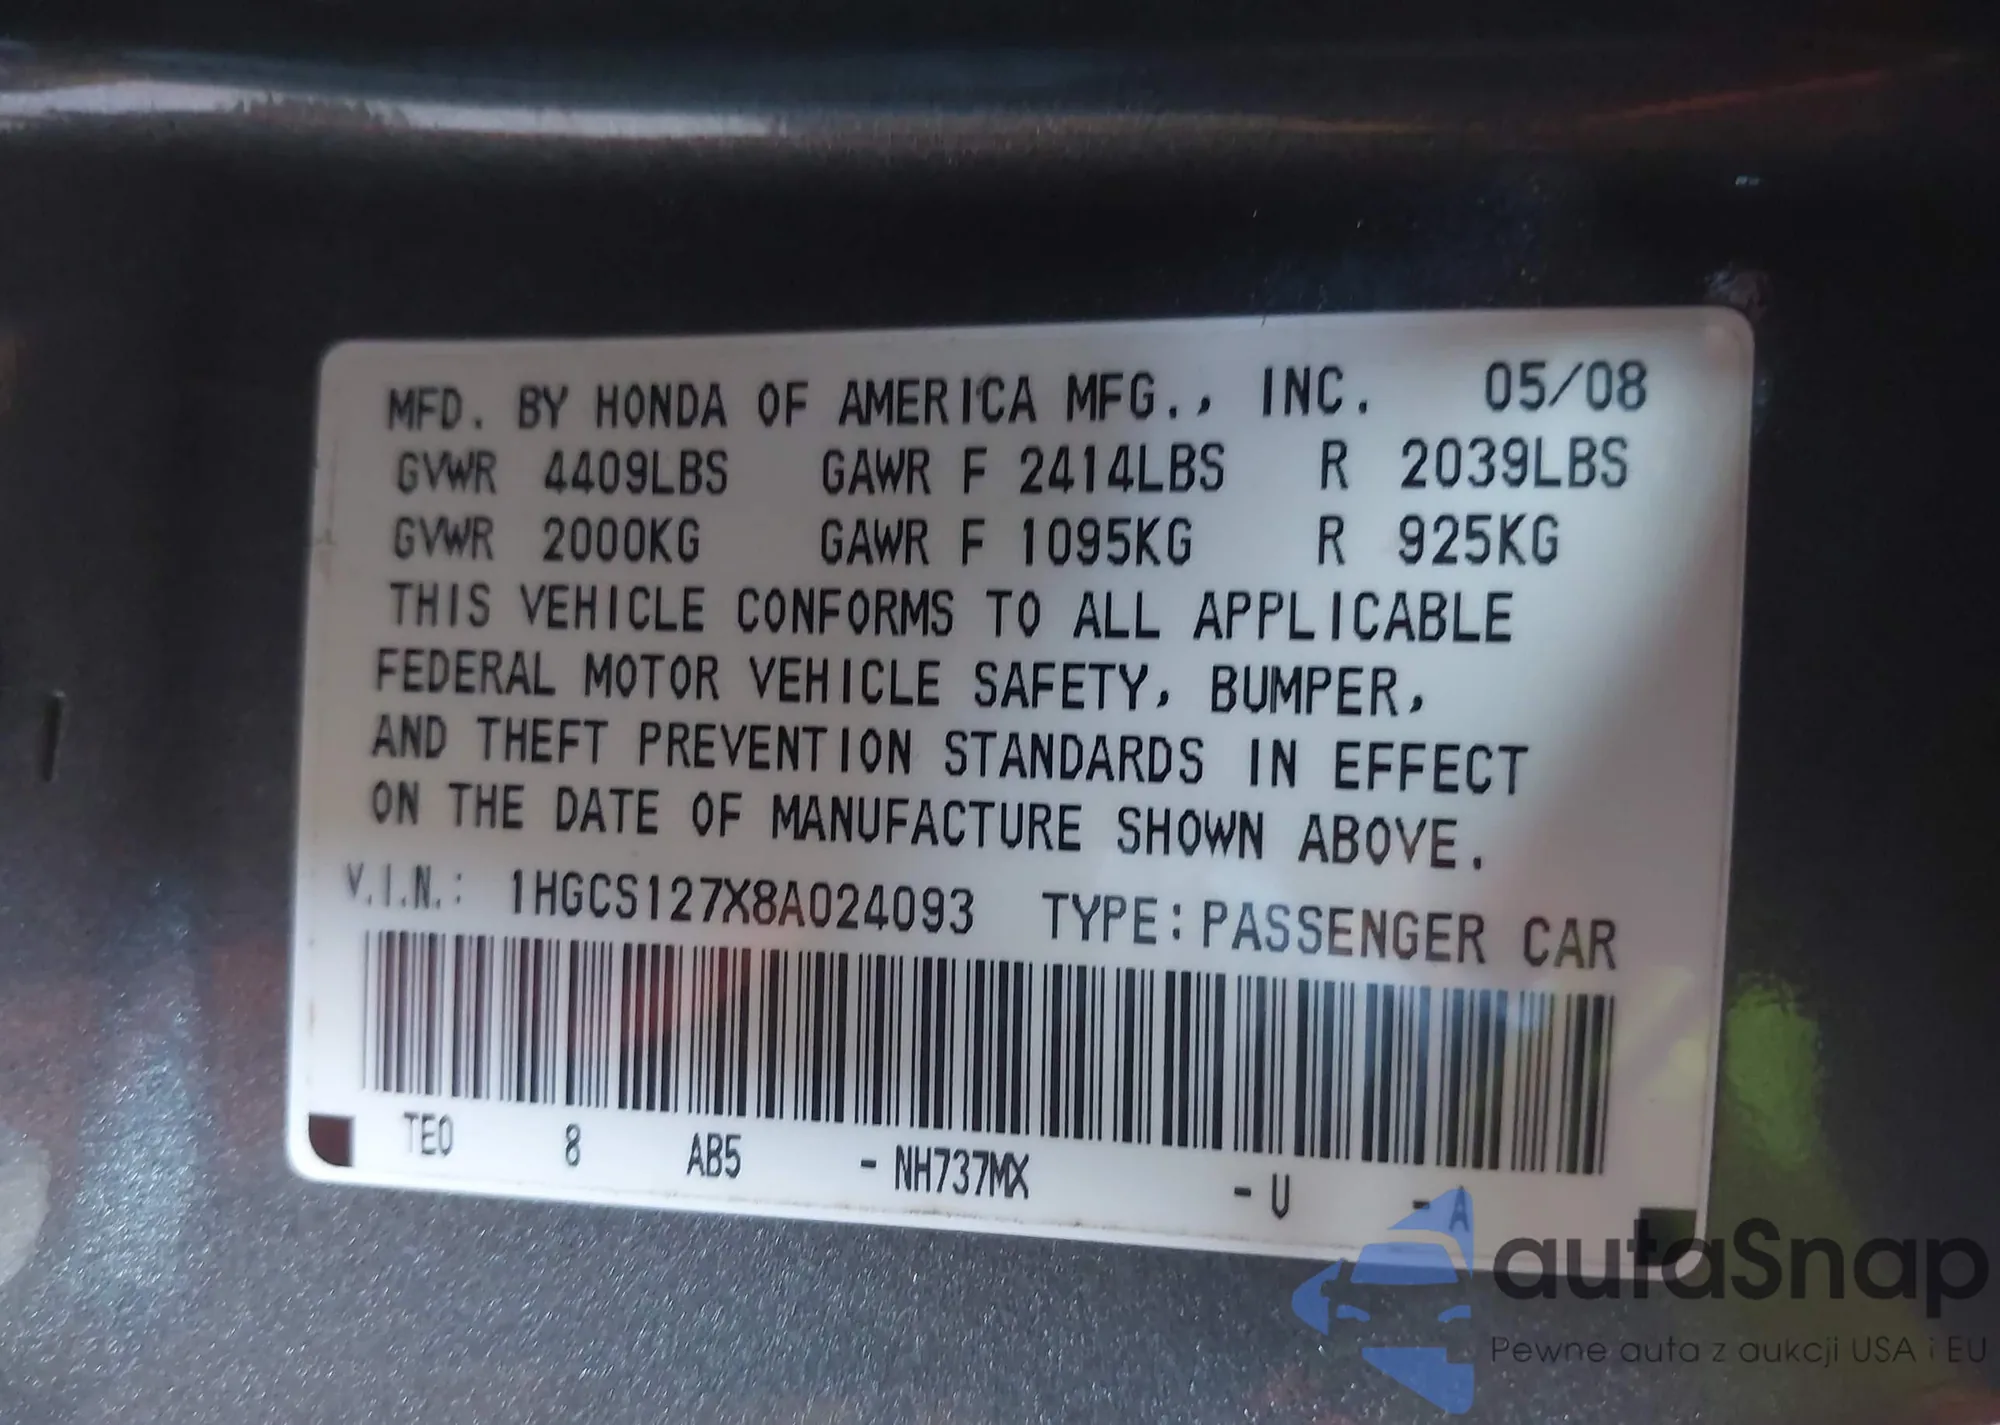 MFD. BY HONDA OF AMERICA MFG., INC. 05/08
GVWR 4409LBS GAWR F 2414LBS R 2039LBS
GVWR 2000KG GAWR F 1095KG R 925KG
THIS VEHICLE CONFORMS TO ALL APPLICABLE
FEDERAL MOTOR VEHICLE SAFETY, BUMPER,
AND THEFT PREVENTION STANDARDS IN EFFECT
ON THE DATE OF MANUFACTURE SHOWN ABOVE.
V.I.N.: 1HGCS127X8A024093 TYPE: PASSENGER CAR
TE0 8 AB5 - NH737MX - U - A
autaSnap
Pewne auta z aukcji USA i EU